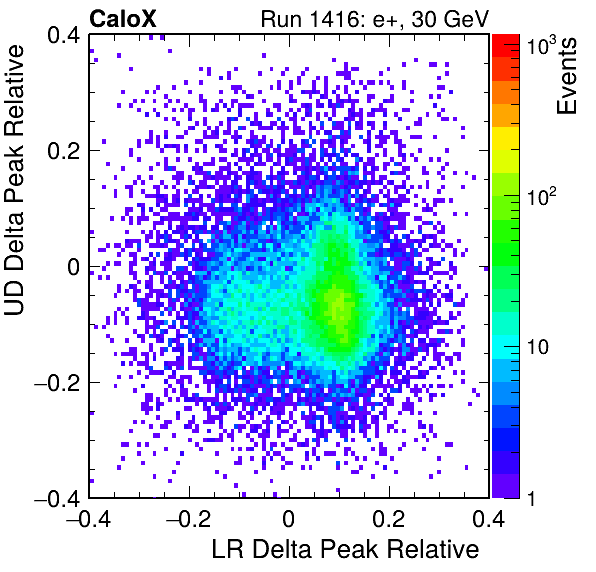 CaloX Run 1416: e+, 30 GeV
UD Delta Peak Relative
0.4
0.2
0
−0.2
−0.4
−0.4 −0.2 0 0.2 0.4
LR Delta Peak Relative
10³
10²
10
1
Events